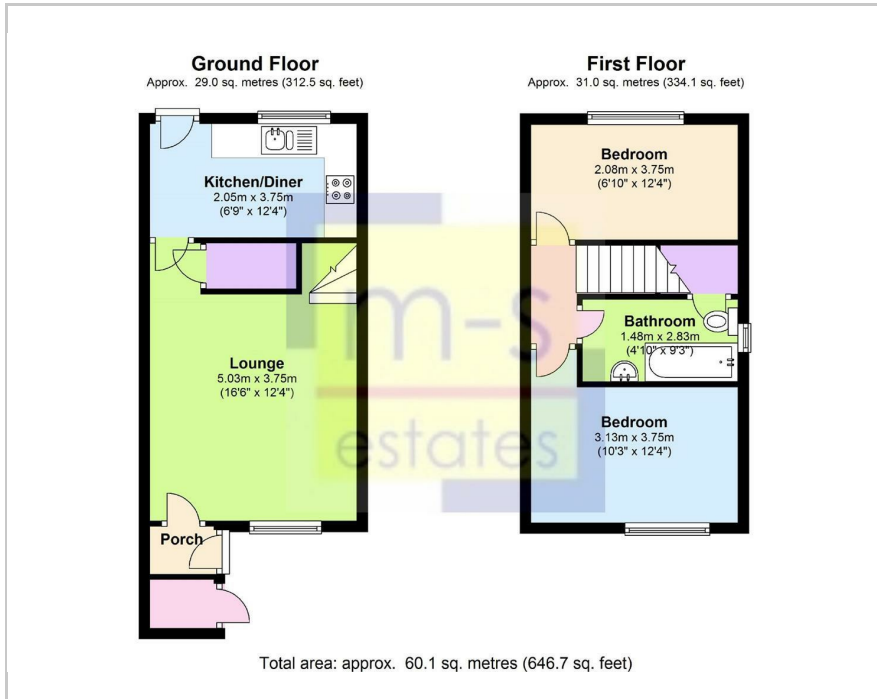 Ground Floor
Approx. 29.0 sq. metres (312.5 sq. feet)
Kitchen/Diner
2.05m x 3.75m
(6'9" x 12'4")
Lounge
5.03m x 3.75m
(16'6" x 12'4")
Porch
First Floor
Approx. 31.0 sq. metres (334.1 sq. feet)
Bedroom
2.08m x 3.75m
(6'10" x 12'4")
Bathroom
1.48m x 2.83m
(4'10" x 9'3")
Bedroom
3.13m x 3.75m
(10'3" x 12'4")
m-s
estates
Total area: approx. 60.1 sq. metres (646.7 sq. feet)